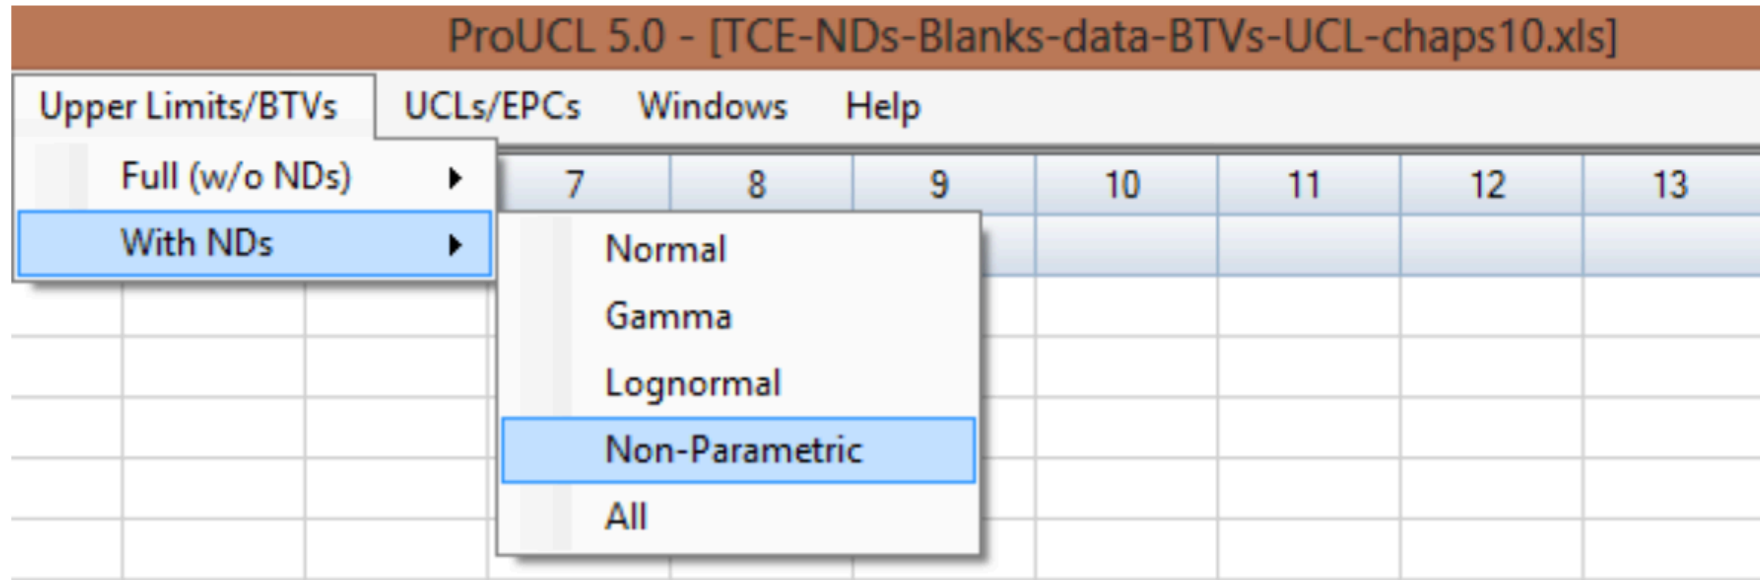 ProUCL 5.0 - [TCE-NDs-Blanks-data-BTVs-UCL-chaps10.xls]
Upper Limits/BTVs UCLs/EPCs Windows Help
Full (w/o NDs) 7 8 9 10 11 12 13
With NDs
Normal
Gamma
Lognormal
Non-Parametric
All